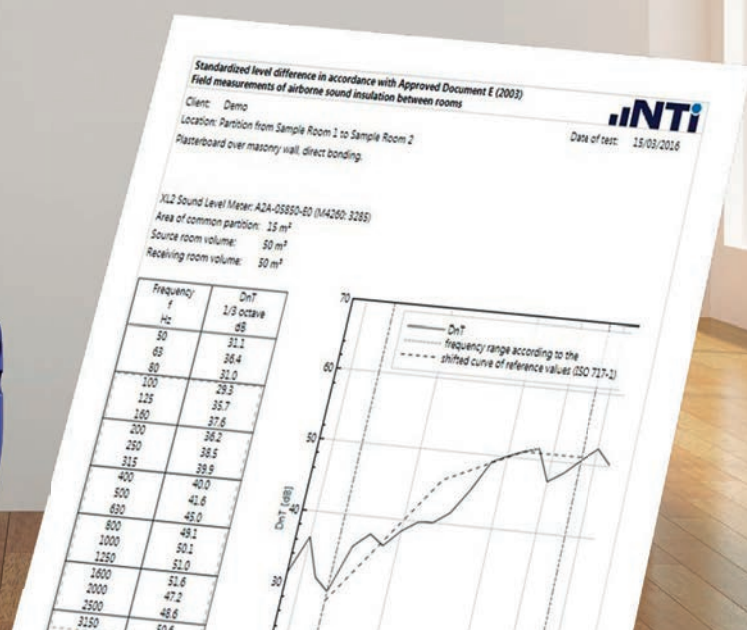 Standardized level difference in accordance with Approved Document E (2003)
Field measurements of airborne sound insulation between rooms
NTi
Client: Demo
Date of test: 15/03/2016
Location: Partition from Sample Room 1 to Sample Room 2
Plasterboard over masonry wall, direct bonding.
XL2 Sound Level Meter: A2A-05850-E0 (M4260: 3285)
Area of common partition: 15 m²
Source room volume: 50 m³
Receiving room volume: 50 m³
Frequency DnT
f 1/3 octave
Hz dB
50 31.1
63 36.4
80 31.0
100 29.3
125 35.7
160 37.6
200 36.2
250 38.5
315 39.9
400 40.0
500 41.6
630 45.0
800 49.1
1000 50.1
1250 51.0
1600 51.6
2000 47.2
2500 48.6
3150 50.6
70
60
50
40
30
DnT [dB]
DnT
frequency range according to the
shifted curve of reference values (ISO 717-1)